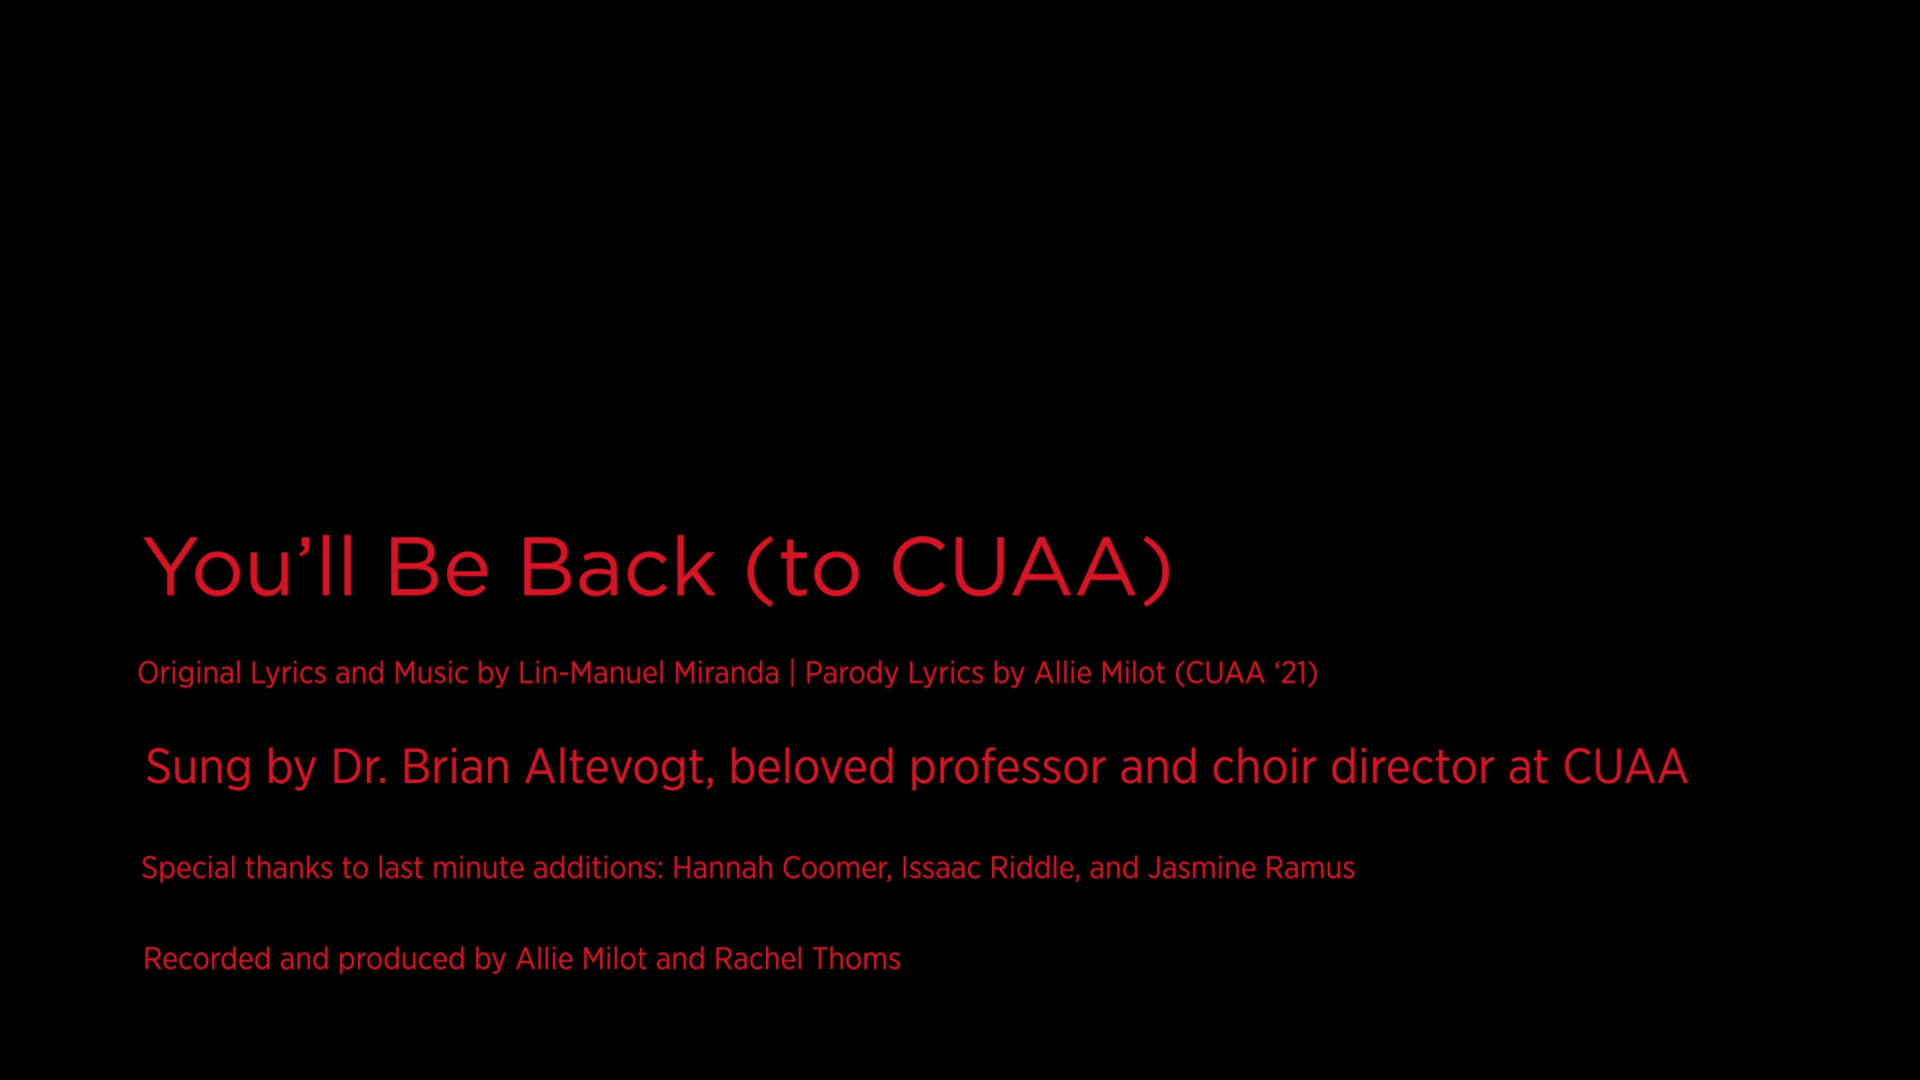 You’ll Be Back (to CUAA)
Original Lyrics and Music by Lin-Manuel Miranda | Parody Lyrics by Allie Milot (CUAA ‘21)
Sung by Dr. Brian Altevogt, beloved professor and choir director at CUAA
Special thanks to last minute additions: Hannah Coomer, Issaac Riddle, and Jasmine Ramus
Recorded and produced by Allie Milot and Rachel Thoms